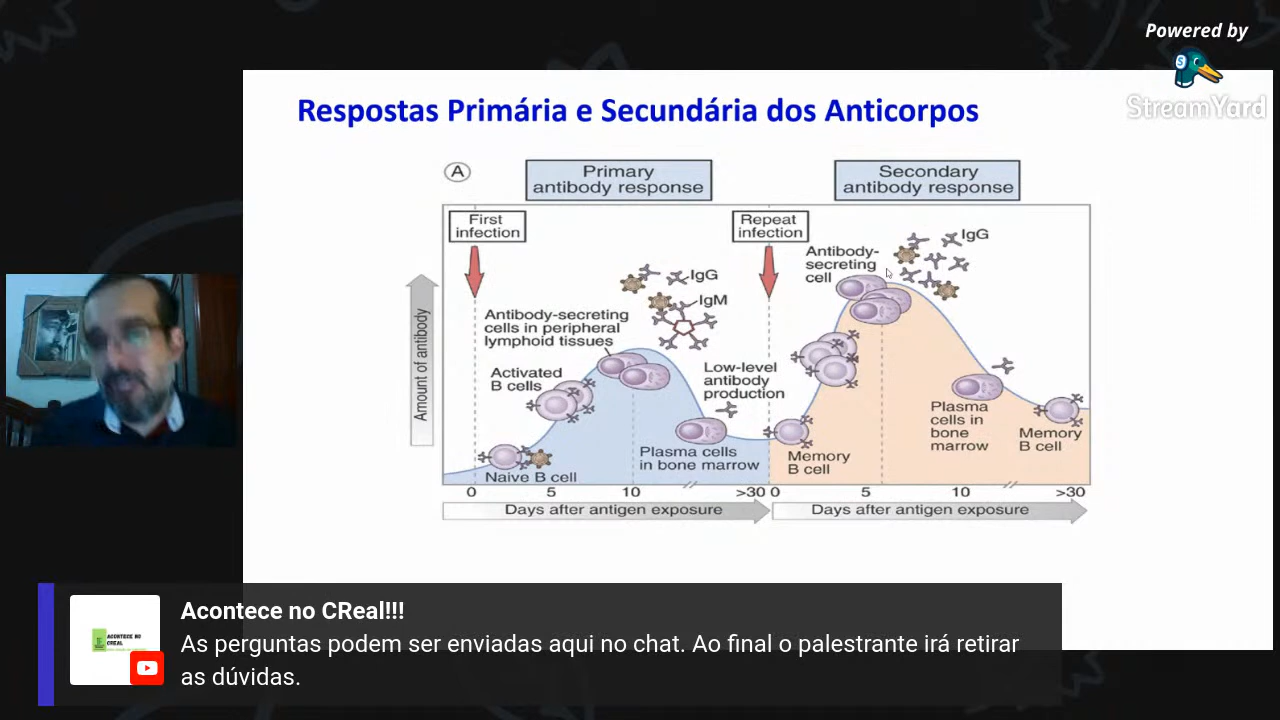 Powered by
StreamYard
Respostas Primária e Secundária dos Anticorpos
A
Primary
antibody response
Secondary
antibody response
First
infection
Repeat
infection
IgG
Antibody-
secreting
cell
IgG
IgM
Antibody-secreting
cells in peripheral
lymphoid tissues
Activated
B cells
Low-level
antibody
production
Amount of antibody
Plasma cells
in bone marrow
Naive B cell
Memory
B cell
Plasma
cells in
bone
marrow
Memory
B cell
0 5 10 >30 0 5 10 >30
Days after antigen exposure
Days after antigen exposure
Acontece no CReal!!!
ACONTECE NO
CREAL
As perguntas podem ser enviadas aqui no chat. Ao final o palestrante irá retirar
as dúvidas.